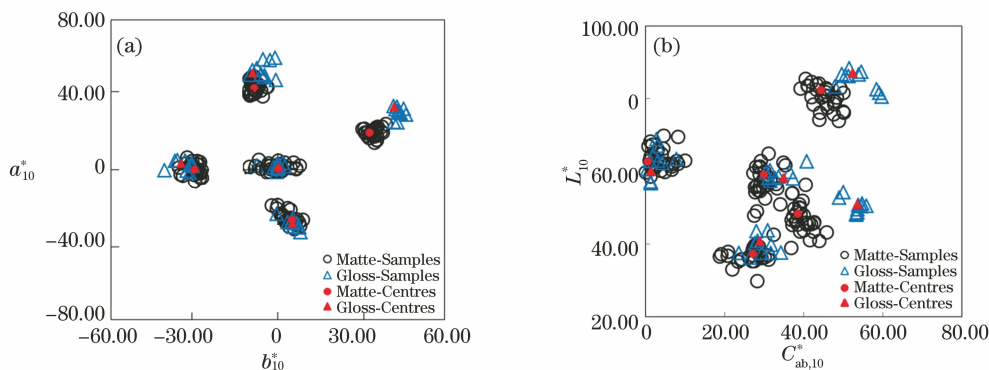 (a)
80.00
40.00
0
−40.00
−80.00
a*10
−60.00 −30.00 0 30.00 60.00
b*10
Matte-Samples
Gloss-Samples
Matte-Centres
Gloss-Centres
(b)
100.00
0
60.00
40.00
20.00
L*10
0 20.00 40.00 60.00 80.00
C*ab,10
Matte-Samples
Gloss-Samples
Matte-Centres
Gloss-Centres